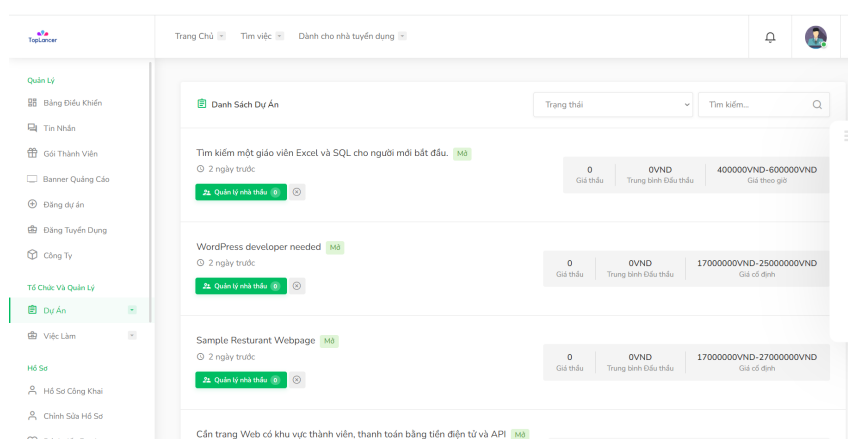 TopLancer
Trang Chủ Tìm việc Dành cho nhà tuyển dụng
Quản Lý
Bảng Điều Khiển
Tin Nhắn
Gói Thành Viên
Banner Quảng Cáo
Đăng dự án
Đăng Tuyển Dụng
Công Ty
Tổ Chức Và Quản Lý
Dự Án
Việc Làm
Hồ Sơ
Hồ Sơ Công Khai
Chỉnh Sửa Hồ Sơ
Danh Sách Dự Án
Trạng thái
Tìm kiếm...
Tìm kiếm một giáo viên Excel và SQL cho người mới bắt đầu. Mở
2 ngày trước
Quản lý nhà thầu 0
0 0VND 400000VND-600000VND
Giá thầu Trung bình Đấu thầu Giá theo giờ
WordPress developer needed Mở
2 ngày trước
Quản lý nhà thầu 0
0 0VND 17000000VND-25000000VND
Giá thầu Trung bình Đấu thầu Giá cố định
Sample Resturant Webpage Mở
2 ngày trước
Quản lý nhà thầu 0
0 0VND 17000000VND-27000000VND
Giá thầu Trung bình Đấu thầu Giá cố định
Cần trang Web có khu vực thành viên, thanh toán bằng tiền điện tử và API Mở